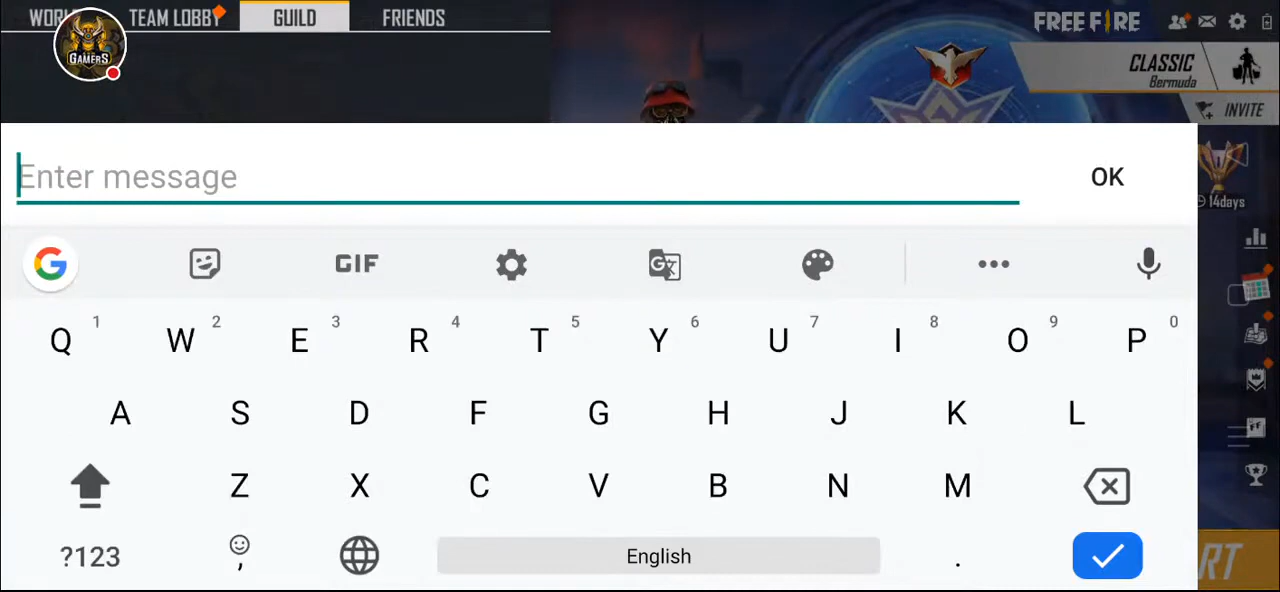 TEAM LOBBY GUILD FRIENDS
FREE FIRE
GAMERS
CLASSIC
Bermuda
INVITE
Enter message OK
14days
GIF
Q 1 W 2 E 3 R 4 T 5 Y 6 U 7 I 8 O 9 P 0
A S D F G H J K L
Z X C V B N M
?123 , English .